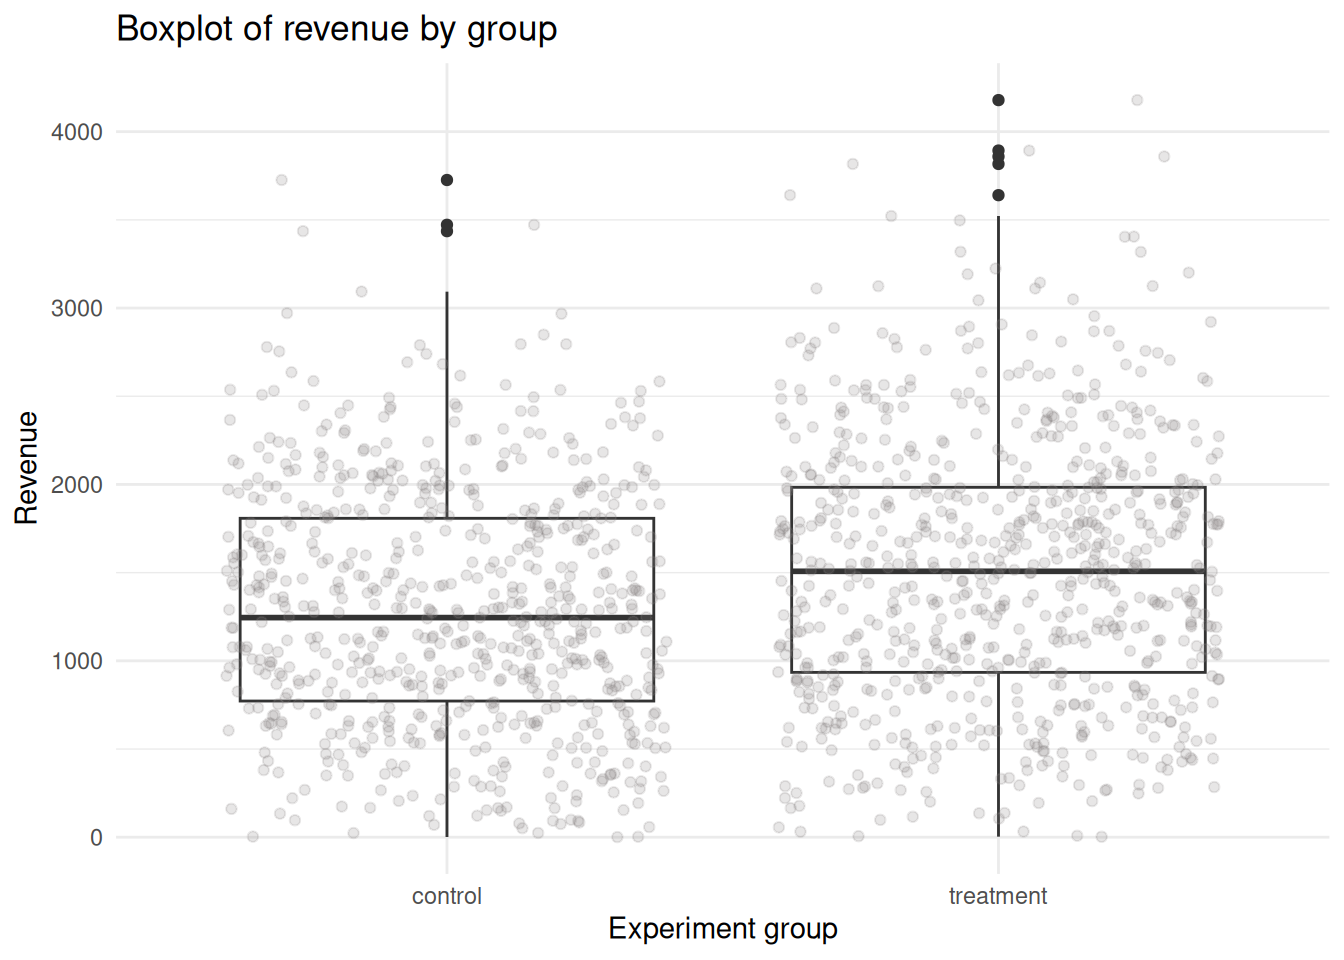 Boxplot of revenue by group
4000
3000
2000
1000
0
Revenue
control
treatment
Experiment group